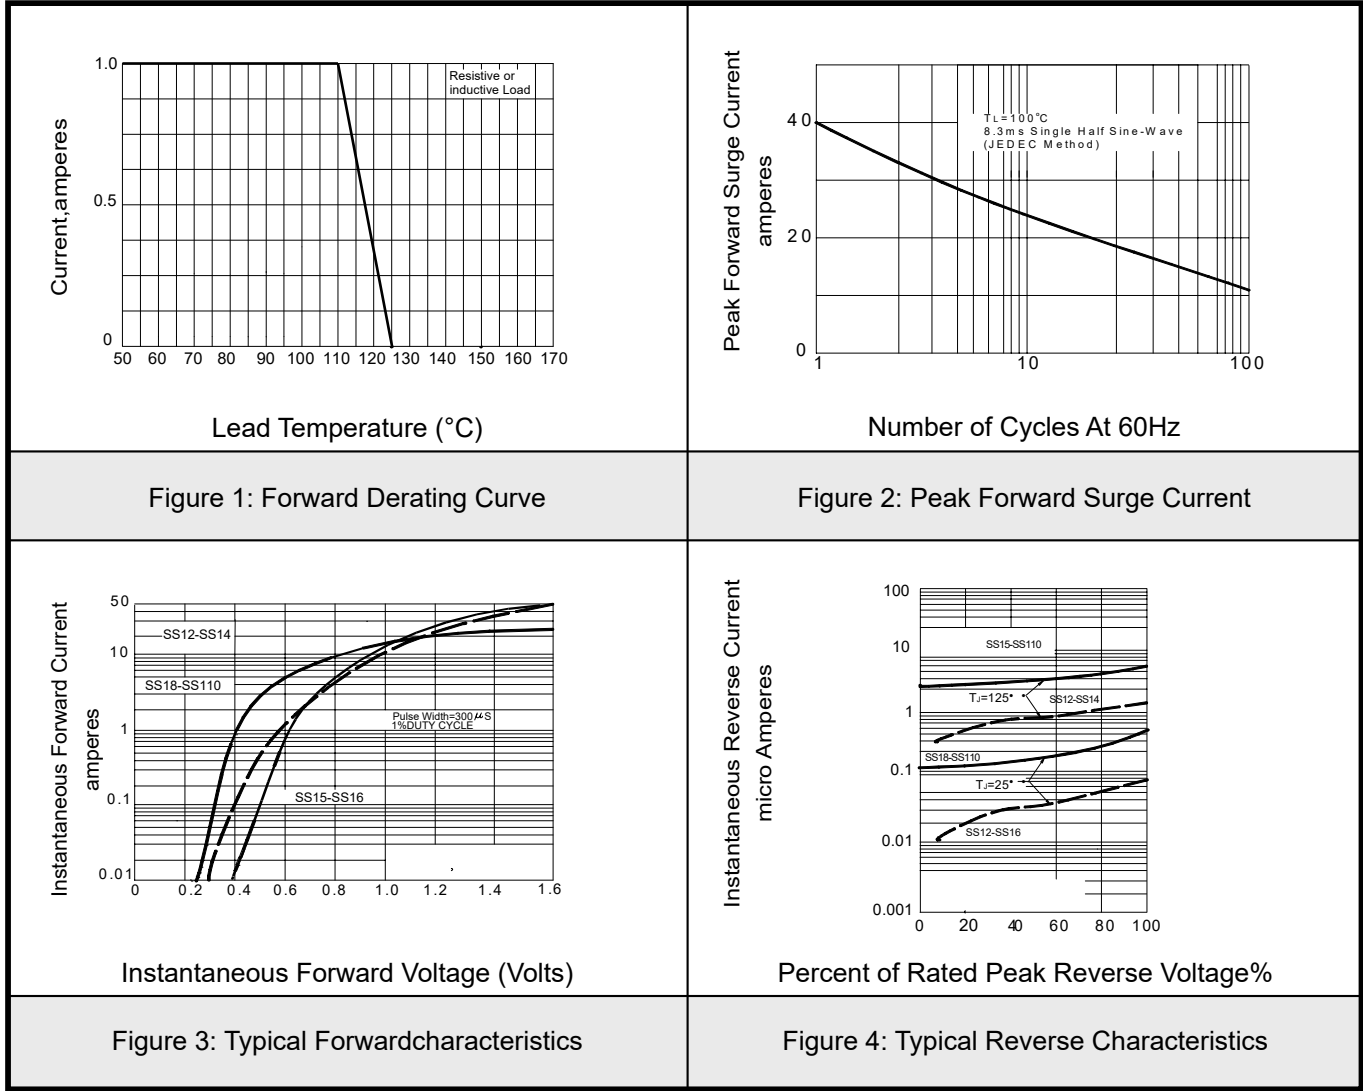 1.0
0.5
0
Current,amperes
Resistive or
inductive Load
50 60 70 80 90 100 110 120 130 140 150 160 170
Lead Temperature (°C)
Figure 1: Forward Derating Curve
Peak Forward Surge Current
amperes
40
20
0
TL=100°C
8.3ms Single Half Sine-Wave
(JEDEC Method)
1 10 100
Number of Cycles At 60Hz
Figure 2: Peak Forward Surge Current
Instantaneous Forward Current
amperes
50
10
1
0.1
0.01
SS12-SS14
SS18-SS110
Pulse Width=300μS
1%DUTY CYCLE
SS15-SS16
0 0.2 0.4 0.6 0.8 1.0 1.2 1.4 1.6
Instantaneous Forward Voltage (Volts)
Figure 3: Typical Forwardcharacteristics
Instantaneous Reverse Current
micro Amperes
100
10
1
0.1
0.01
0.001
SS15-SS110
TJ=125°
SS12-SS14
SS18-SS110
TJ=25°
SS12-SS16
0 20 40 60 80 100
Percent of Rated Peak Reverse Voltage%
Figure 4: Typical Reverse Characteristics